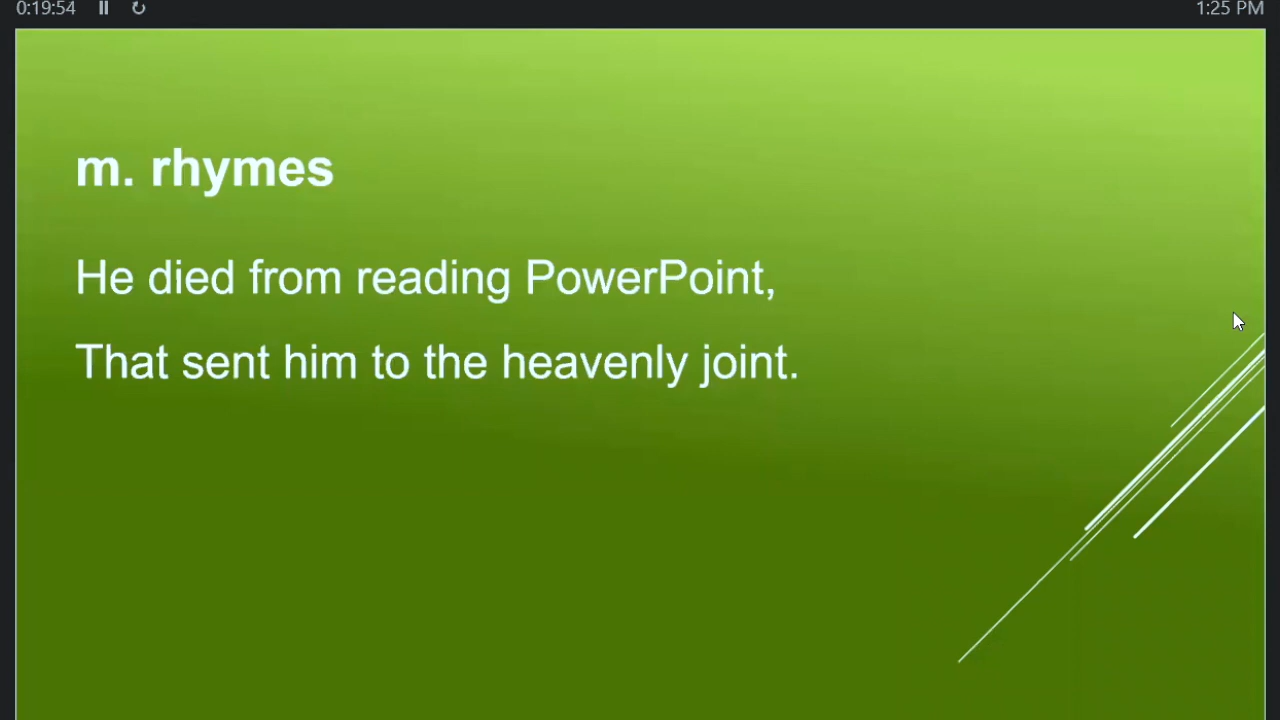 0:19:54
1:25 PM
m. rhymes
He died from reading PowerPoint,
That sent him to the heavenly joint.